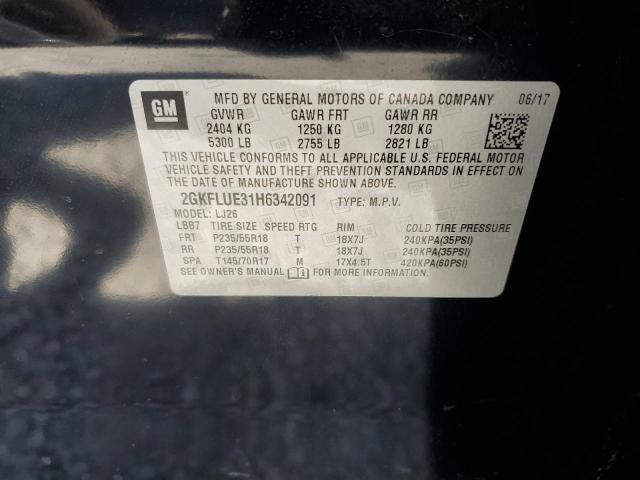 GM MFD BY GENERAL MOTORS OF CANADA COMPANY 06/17
GVWR GAWR FRT GAWR RR
2404 KG 1250 KG 1280 KG
5300 LB 2755 LB 2821 LB
THIS VEHICLE CONFORMS TO ALL APPLICABLE U.S. FEDERAL MOTOR
VEHICLE SAFETY AND THEFT PREVENTION STANDARDS IN EFFECT ON THE
DATE OF MANUFACTURE SHOWN ABOVE.
2GKFLUE31H6342091 TYPE: M.P.V.
MODEL: LJ26
LBB7 TIRE SIZE SPEED RTG RIM COLD TIRE PRESSURE
FRT P235/55R18 T 18X7J 240KPA(35PSI)
RR P235/55R18 T 18X7J 240KPA(35PSI)
SPA T145/70R17 M 17X4.5T 420KPA(60PSI)
SEE OWNER'S MANUAL FOR MORE INFORMATION